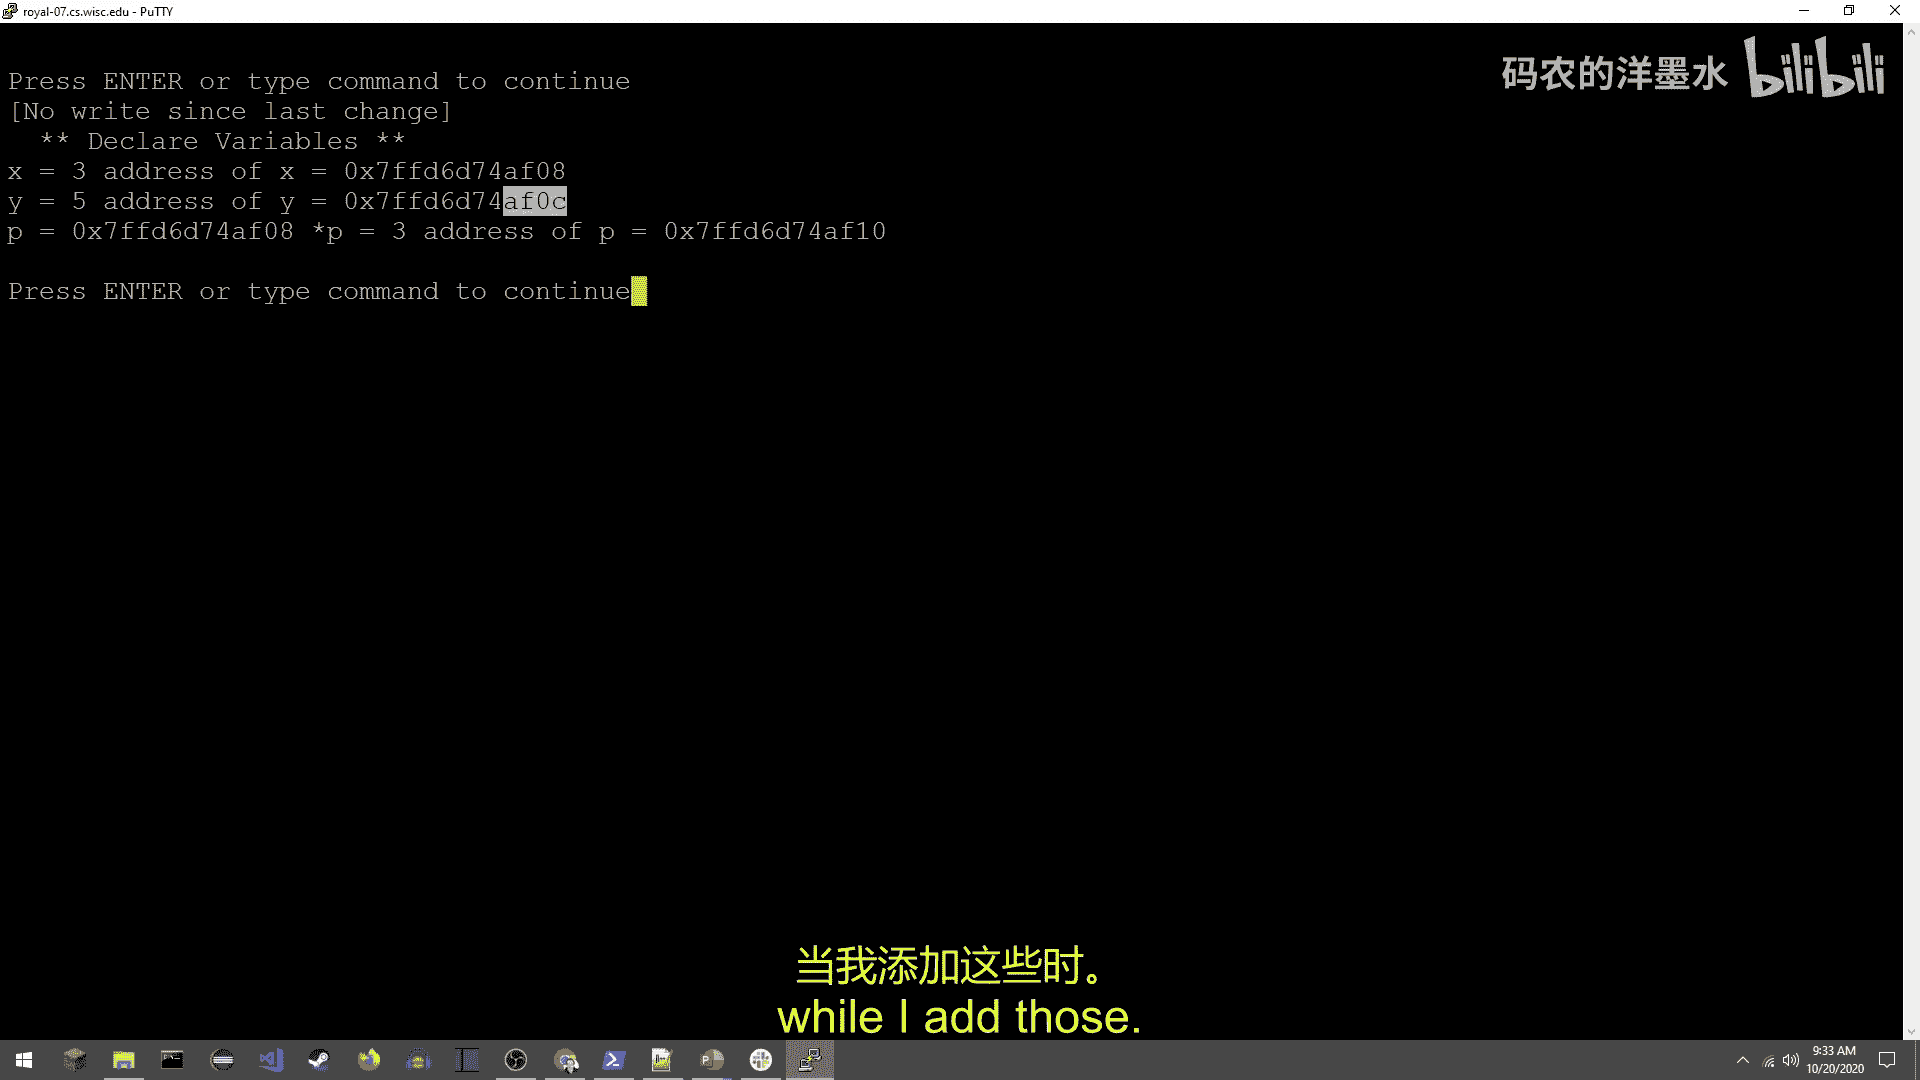 royal-07.cs.wisc.edu - PuTTY
码农的洋墨水 bilibili
Press ENTER or type command to continue
[No write since last change]
** Declare Variables **
x = 3 address of x = 0x7ffd6d74af08
y = 5 address of y = 0x7ffd6d74af0c
p = 0x7ffd6d74af08 *p = 3 address of p = 0x7ffd6d74af10
Press ENTER or type command to continue
当我添加这些时。
while I add those.
9:33 AM
10/20/2020